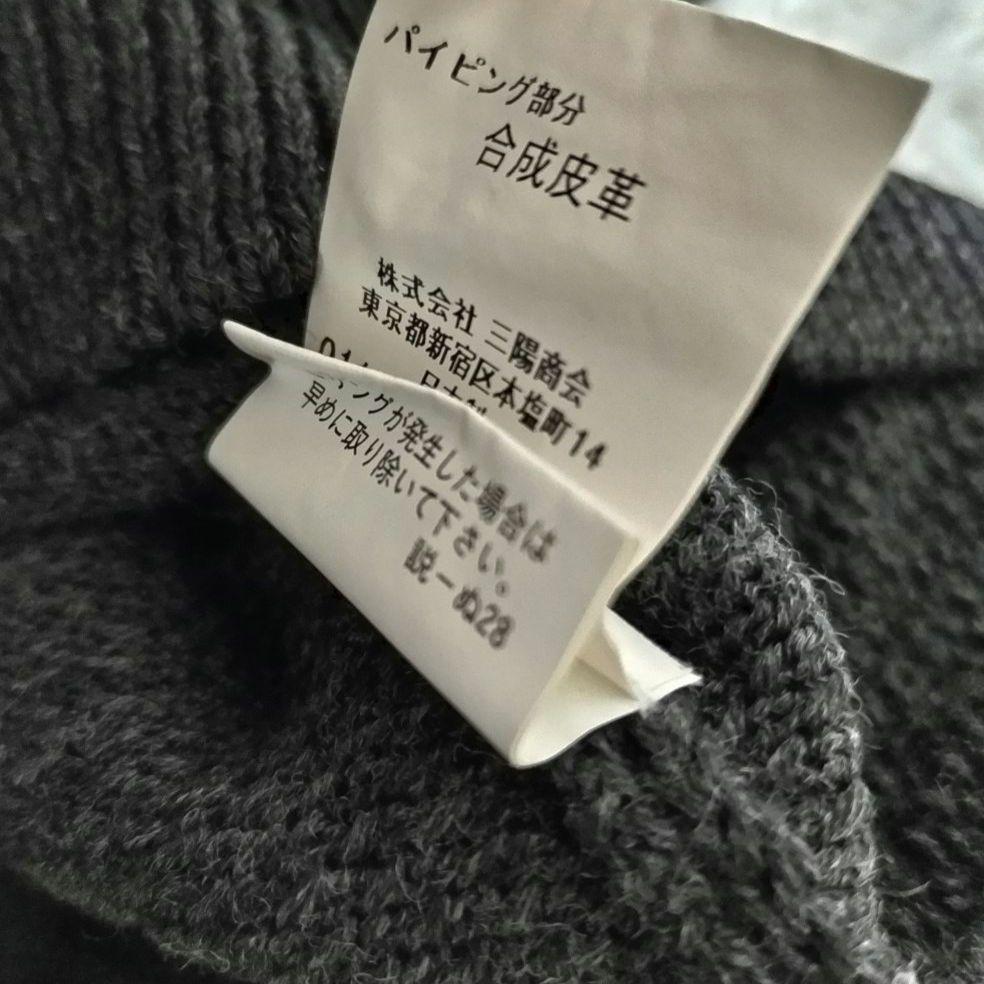 パイピング部分
合成皮革
株式会社 三陽商会
東京都新宿区本塩町14
ングが発生した場合は
早めに取り除いて下さい。
説－ぬ28